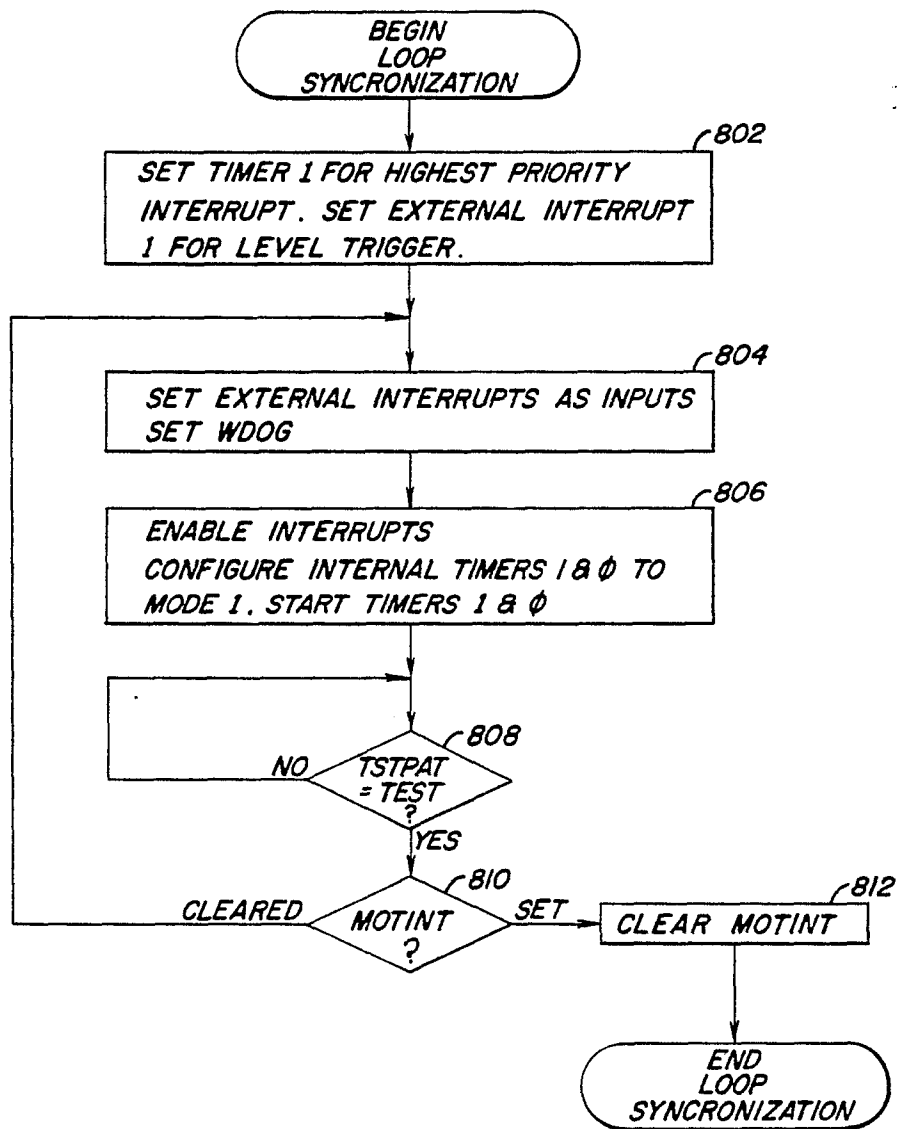 BEGIN
LOOP
SYNCRONIZATION
802
SET TIMER 1 FOR HIGHEST PRIORITY
INTERRUPT. SET EXTERNAL INTERRUPT
1 FOR LEVEL TRIGGER.
804
SET EXTERNAL INTERRUPTS AS INPUTS
SET WDOG
806
ENABLE INTERRUPTS
CONFIGURE INTERNAL TIMERS 1 & φ TO
MODE 1. START TIMERS 1 & φ
808
NO
TSTPAT
= TEST
?
YES
810
CLEARED
MOTINT
?
SET
812
CLEAR MOTINT
END
LOOP
SYNCRONIZATION